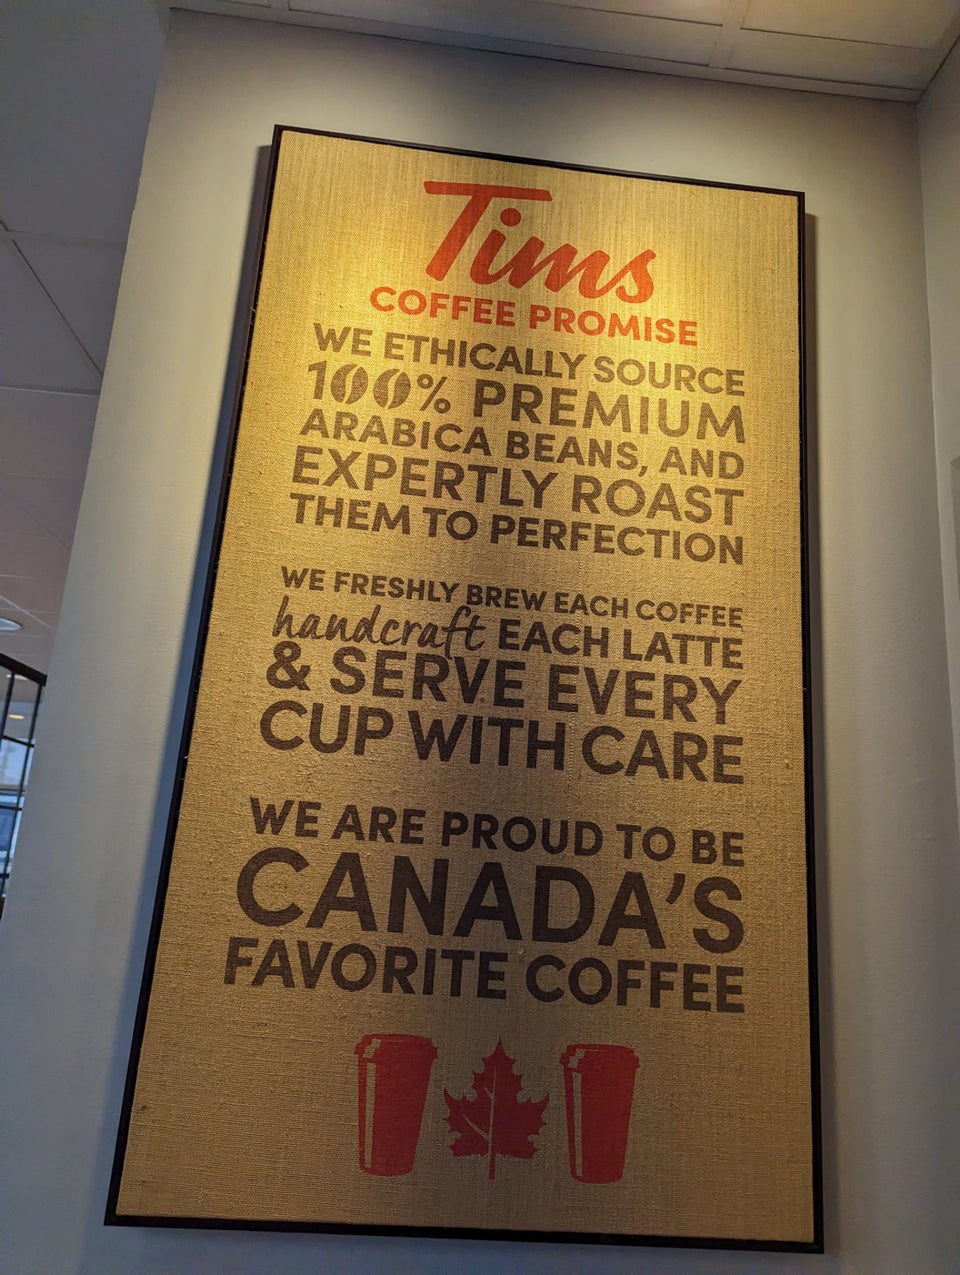 Tims
COFFEE PROMISE
WE ETHICALLY SOURCE
100% PREMIUM
ARABICA BEANS, AND
EXPERTLY ROAST
THEM TO PERFECTION
WE FRESHLY BREW EACH COFFEE
handcraft EACH LATTE
& SERVE EVERY
CUP WITH CARE
WE ARE PROUD TO BE
CANADA'S
FAVORITE COFFEE